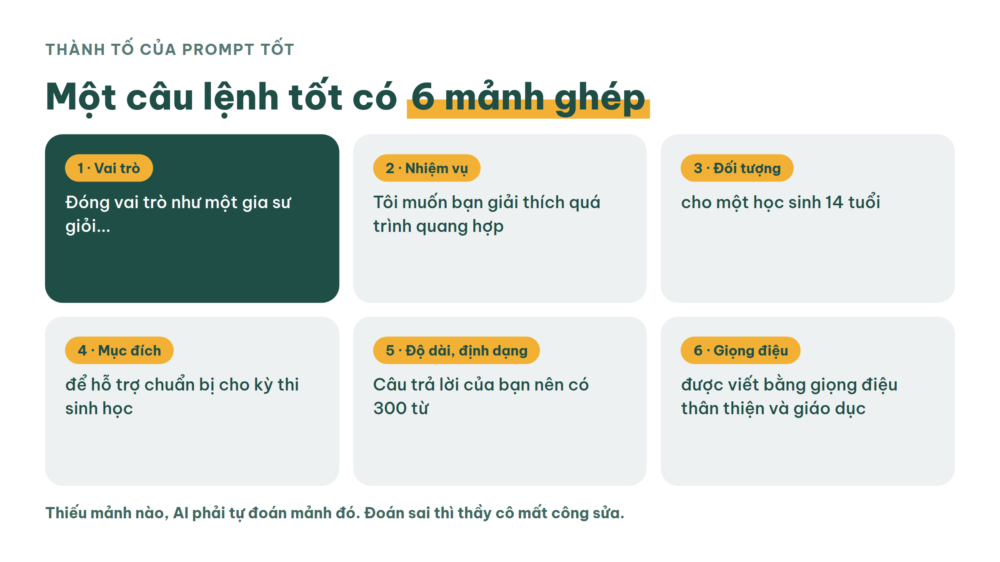 THÀNH TỐ CỦA PROMPT TỐT
Một câu lệnh tốt có 6 mảnh ghép
1 · Vai trò
Đóng vai trò như một gia sư
giỏi...
2 · Nhiệm vụ
Tôi muốn bạn giải thích quá
trình quang hợp
3 · Đối tượng
cho một học sinh 14 tuổi
4 · Mục đích
để hỗ trợ chuẩn bị cho kỳ thi
sinh học
5 · Độ dài, định dạng
Câu trả lời của bạn nên có
300 từ
6 · Giọng điệu
được viết bằng giọng điệu
thân thiện và giáo dục
Thiếu mảnh nào, AI phải tự đoán mảnh đó. Đoán sai thì thầy cô mất công sửa.